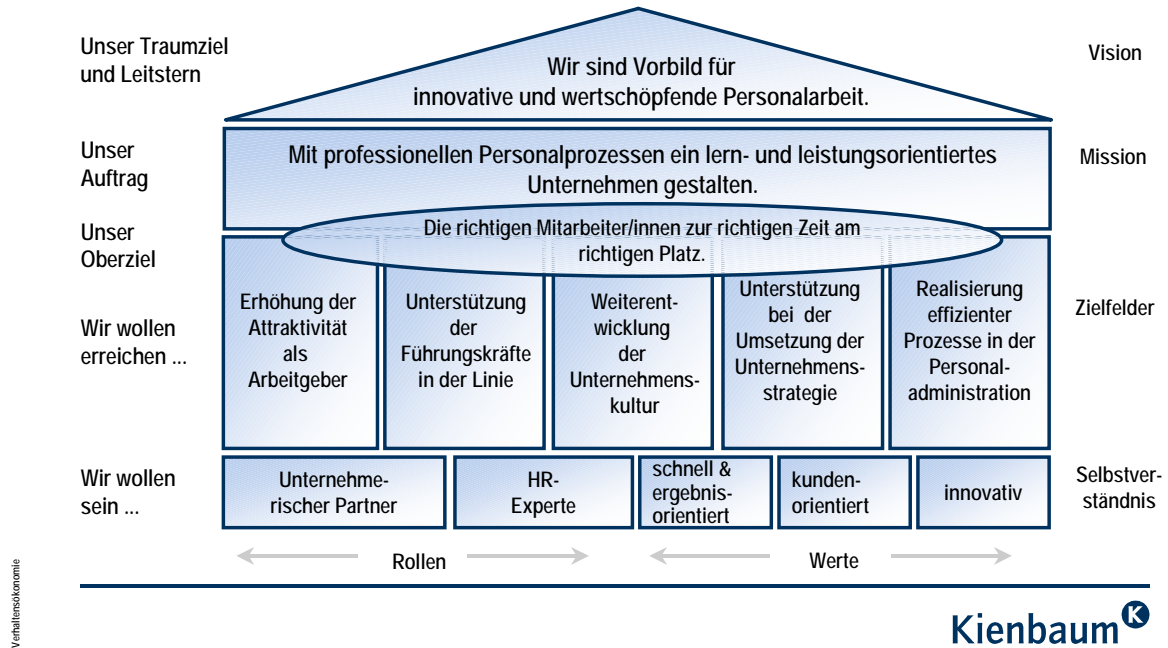 Unser Traumziel
und Leitstern
Wir sind Vorbild für
innovative und wertschöpfende Personalarbeit.
Vision
Unser
Auftrag
Mit professionellen Personalprozessen ein lern- und leistungsorientiertes
Unternehmen gestalten.
Mission
Unser
Oberziel
Die richtigen Mitarbeiter/innen zur richtigen Zeit am
richtigen Platz.
Wir wollen
erreichen ...
Erhöhung der
Attraktivität
als
Arbeitgeber
Unterstützung
der
Führungskräfte
in der Linie
Weiterent-
wicklung
der
Unternehmens-
kultur
Unterstützung
bei der
Umsetzung der
Unternehmens-
strategie
Realisierung
effizienter
Prozesse in der
Personal-
administration
Zielfelder
Wir wollen
sein ...
Unternehme-
rischer Partner
HR-
Experte
schnell &
ergebnis-
orientiert
kunden-
orientiert
innovativ
Selbstver-
ständnis
Rollen
Werte
Verhaltensökonomie
Kienbaum K